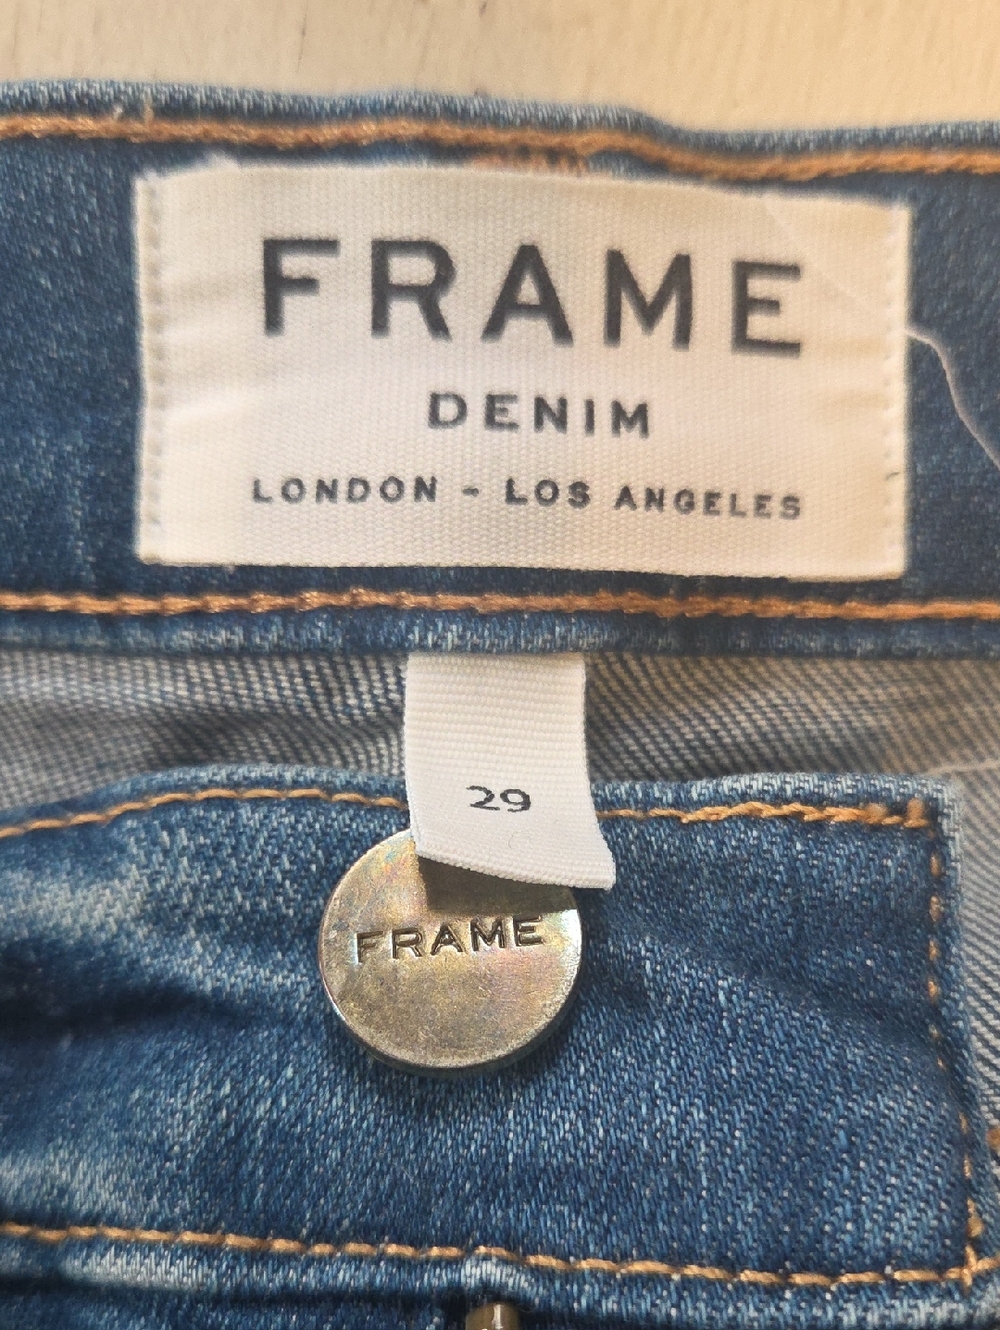 FRAME
DENIM
LONDON - LOS ANGELES
29
FRAME